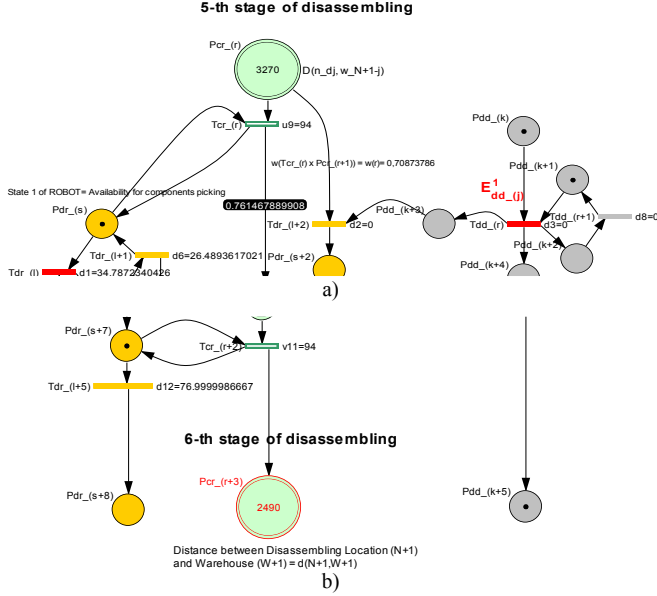 5-th stage of disassembling
Pcr_(r)
3270
D(n_dj, w_N+1-j)
Pdd_(k)
Tcr_(r)
u9=94
Pdd_(k+1)
w(Tcr_(r) x Pcr_(r+1)) = w(r)= 0,70873786
E¹dd_(j)
State 1 of ROBOT= Availability for components picking
0.761467889908
Pdr_(s)
Pdd_(k+3)
Tdd_(r+1)
d8=0
Tdr_(l+2)
d2=0
Tdd_(r)
d3=0
Pdd_(k+2)
Tdr_(l+1)
d6=26.4893617021
Pdr_(s+2)
Pdd_(k+4)
Tdr_(l)
d1=34.7872340426
a)
Pdr_(s+7)
Tcr_(r+2)
v11=94
Tdr_(l+5)
d12=76.9999986667
6-th stage of disassembling
Pcr_(r+3)
2490
Pdr_(s+8)
Pdd_(k+5)
Distance between Disassembling Location (N+1)
and Warehouse (W+1) = d(N+1,W+1)
b)